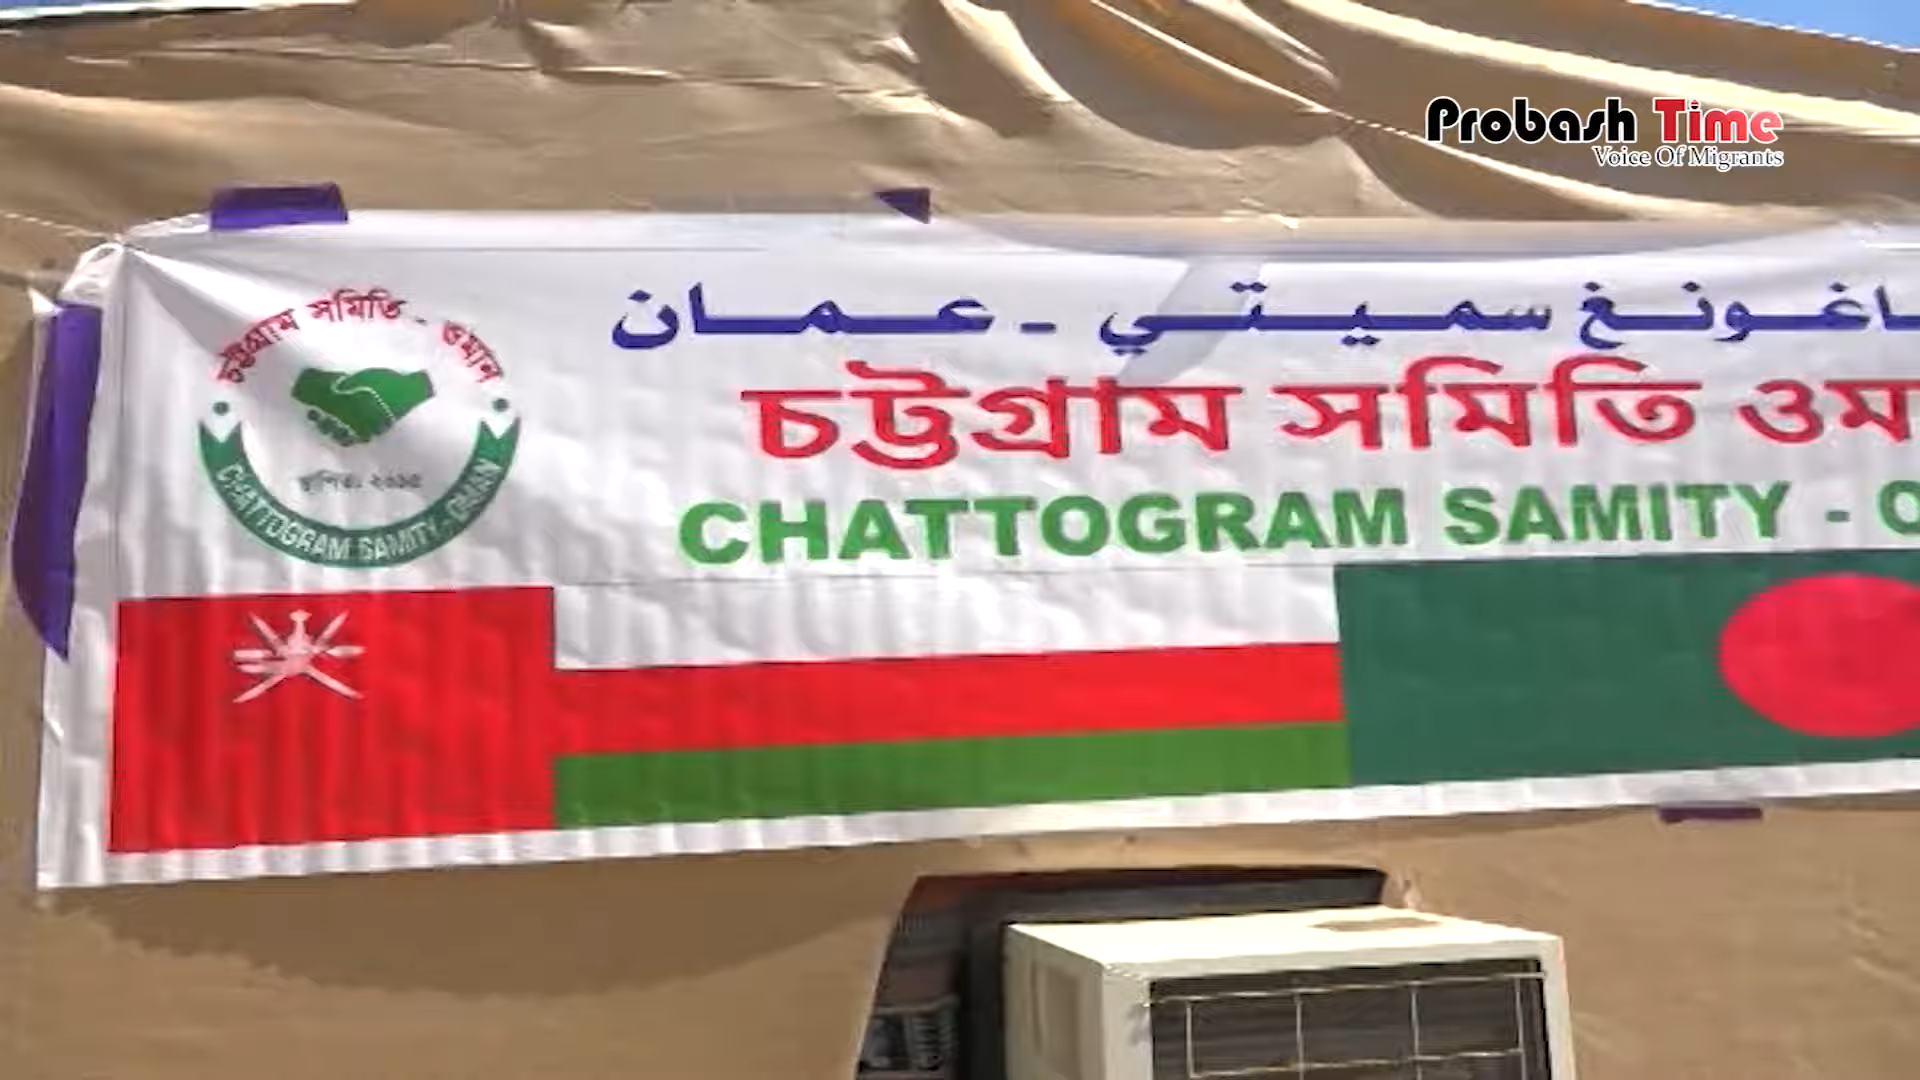 Probash Time
Voice Of Migrants
اغونغ سميتي - عمان
চট্টগ্রাম সমিতি - ওমান
চট্টগ্রাম সমিতি ওম
স্থাপিত: ২০১৫
CHATTOGRAM SAMITY - O
CHATTOGRAM SAMITY - OMAN